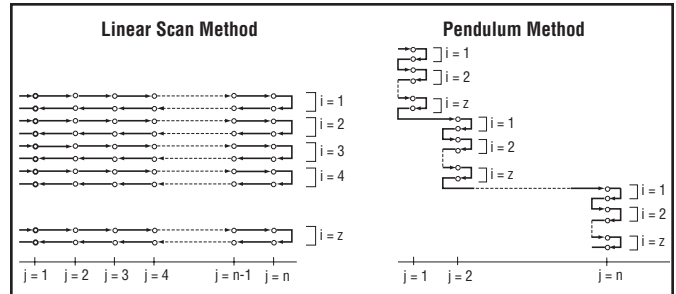 Linear Scan Method
i = 1
i = 2
i = 3
i = 4
i = z
j = 1 j = 2 j = 3 j = 4 j = n-1 j = n
Pendulum Method
i = 1
i = 2
i = z
i = 1
i = 2
i = z
i = 1
i = 2
i = z
j = 1 j = 2 j = n